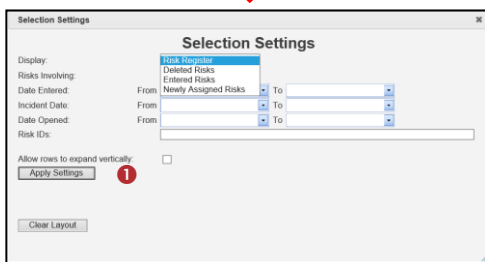 Selection Settings
Selection Settings
Display: Risk Register
Deleted Risks
Risks Involving: Entered Risks
Date Entered: From Newly Assigned Risks To
Incident Date: From To
Date Opened: From To
Risk IDs:
Allow rows to expand vertically:
Apply Settings 1
Clear Layout